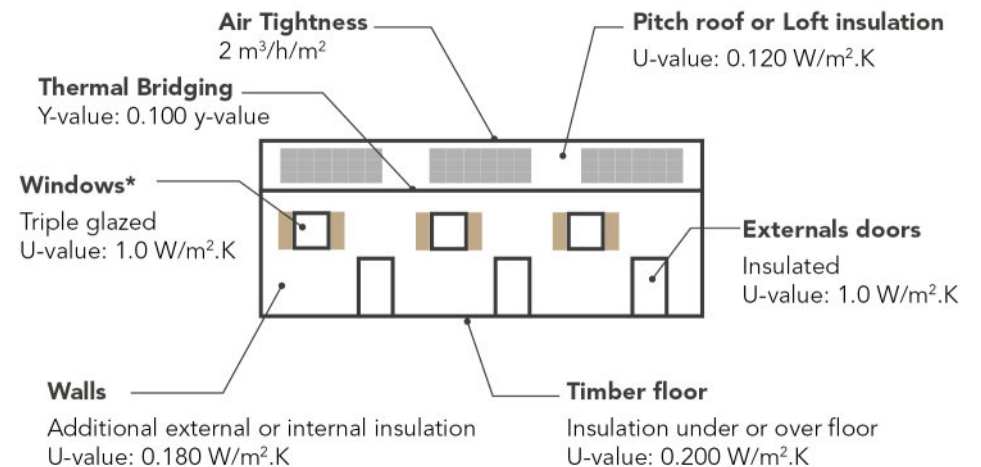 Air Tightness
2 m³/h/m²
Pitch roof or Loft insulation
U-value: 0.120 W/m².K
Thermal Bridging
Y-value: 0.100 y-value
Windows*
Triple glazed
U-value: 1.0 W/m².K
Externals doors
Insulated
U-value: 1.0 W/m².K
Walls
Additional external or internal insulation
U-value: 0.180 W/m².K
Timber floor
Insulation under or over floor
U-value: 0.200 W/m².K